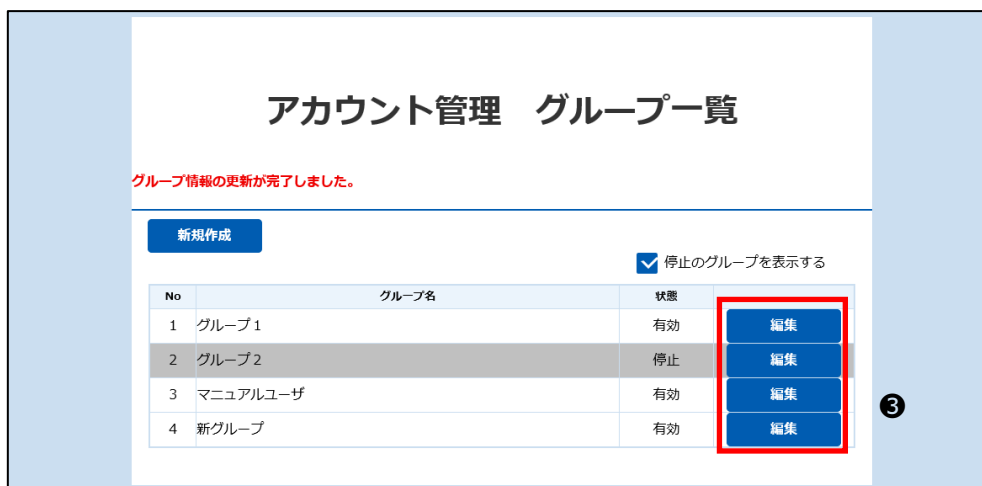 アカウント管理　グループ一覧
グループ情報の更新が完了しました。
新規作成
停止のグループを表示する
No グループ名 状態
1 グループ１ 有効 編集
2 グループ２ 停止 編集
3 マニュアルユーザ 有効 編集
4 新グループ 有効 編集
❸